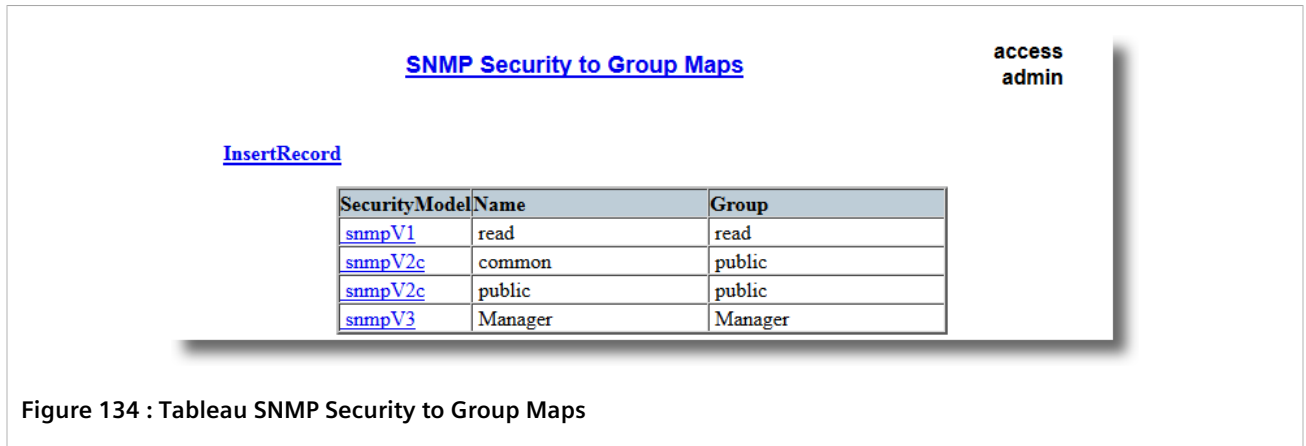 SNMP Security to Group Maps
access
admin
InsertRecord
SecurityModel Name Group
snmpV1 read read
snmpV2c common public
snmpV2c public public
snmpV3 Manager Manager
Figure 134 : Tableau SNMP Security to Group Maps